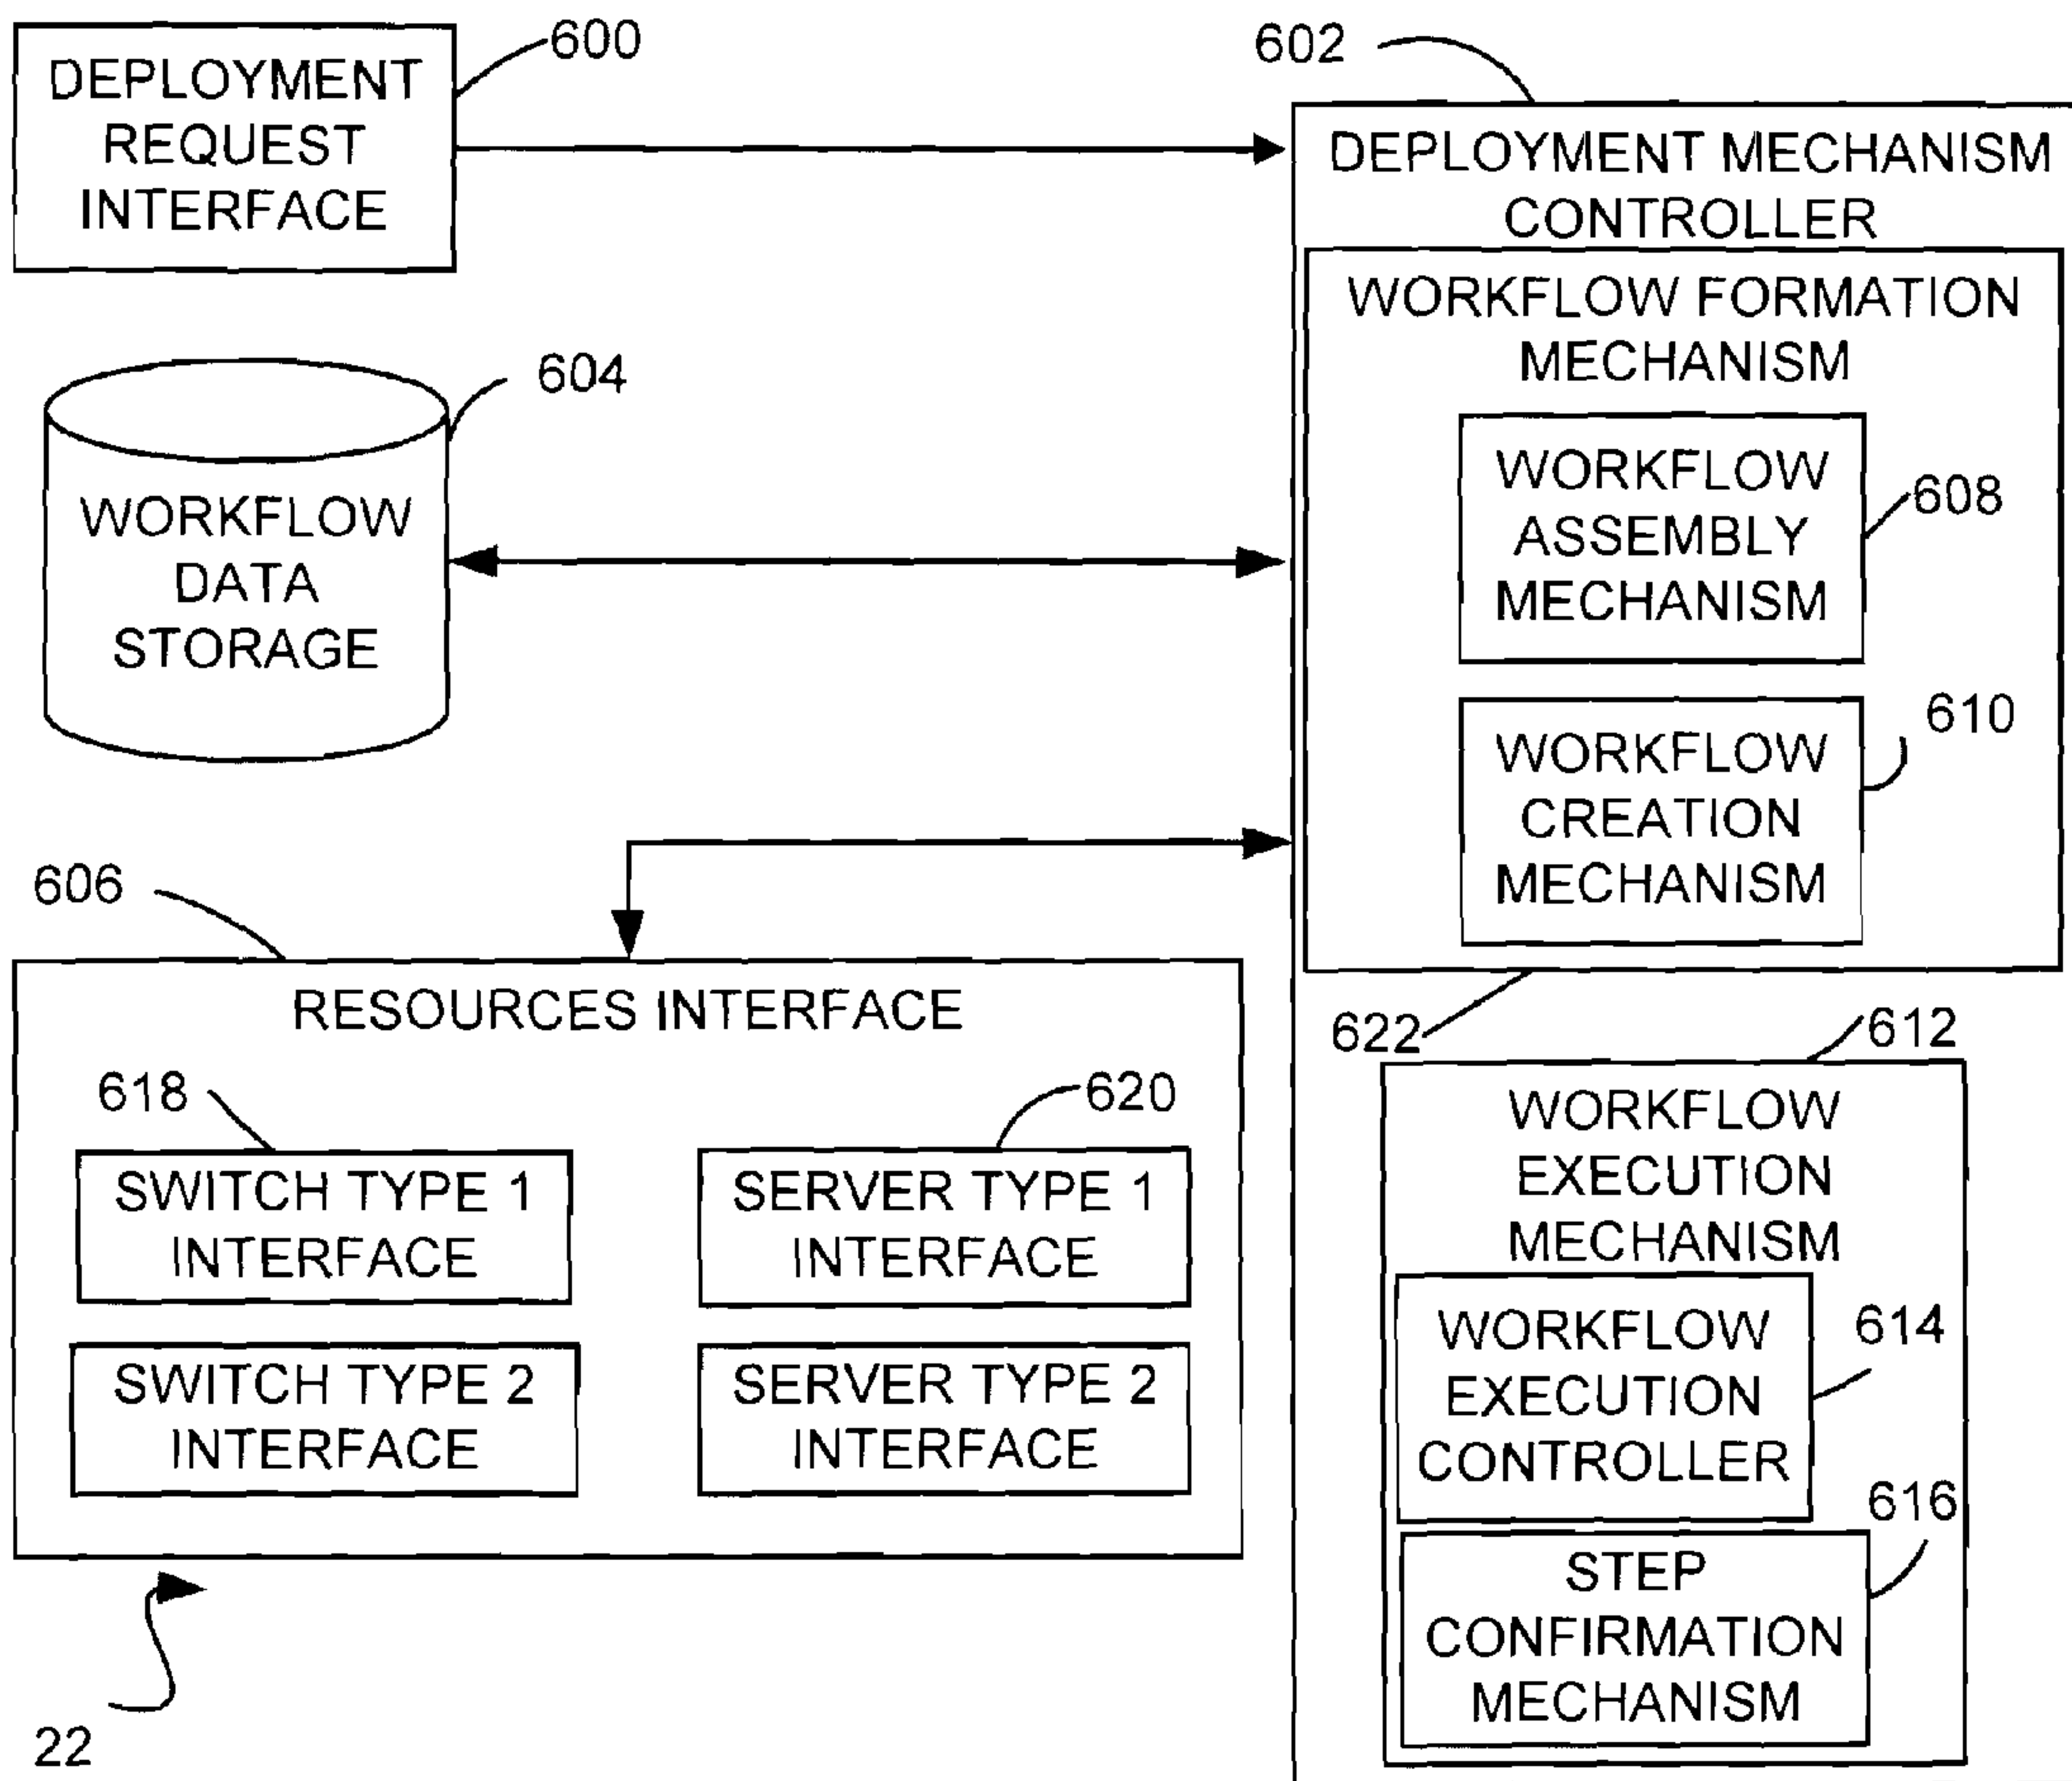 DEPLOYMENT
REQUEST
INTERFACE
600
602
DEPLOYMENT MECHANISM
CONTROLLER
WORKFLOW FORMATION
MECHANISM
604
WORKFLOW
DATA
STORAGE
WORKFLOW
ASSEMBLY
MECHANISM
608
WORKFLOW
CREATION
MECHANISM
610
606
RESOURCES INTERFACE
618
620
SWITCH TYPE 1
INTERFACE
SERVER TYPE 1
INTERFACE
SWITCH TYPE 2
INTERFACE
SERVER TYPE 2
INTERFACE
22
622
612
WORKFLOW
EXECUTION
MECHANISM
WORKFLOW
EXECUTION
CONTROLLER
614
616
STEP
CONFIRMATION
MECHANISM